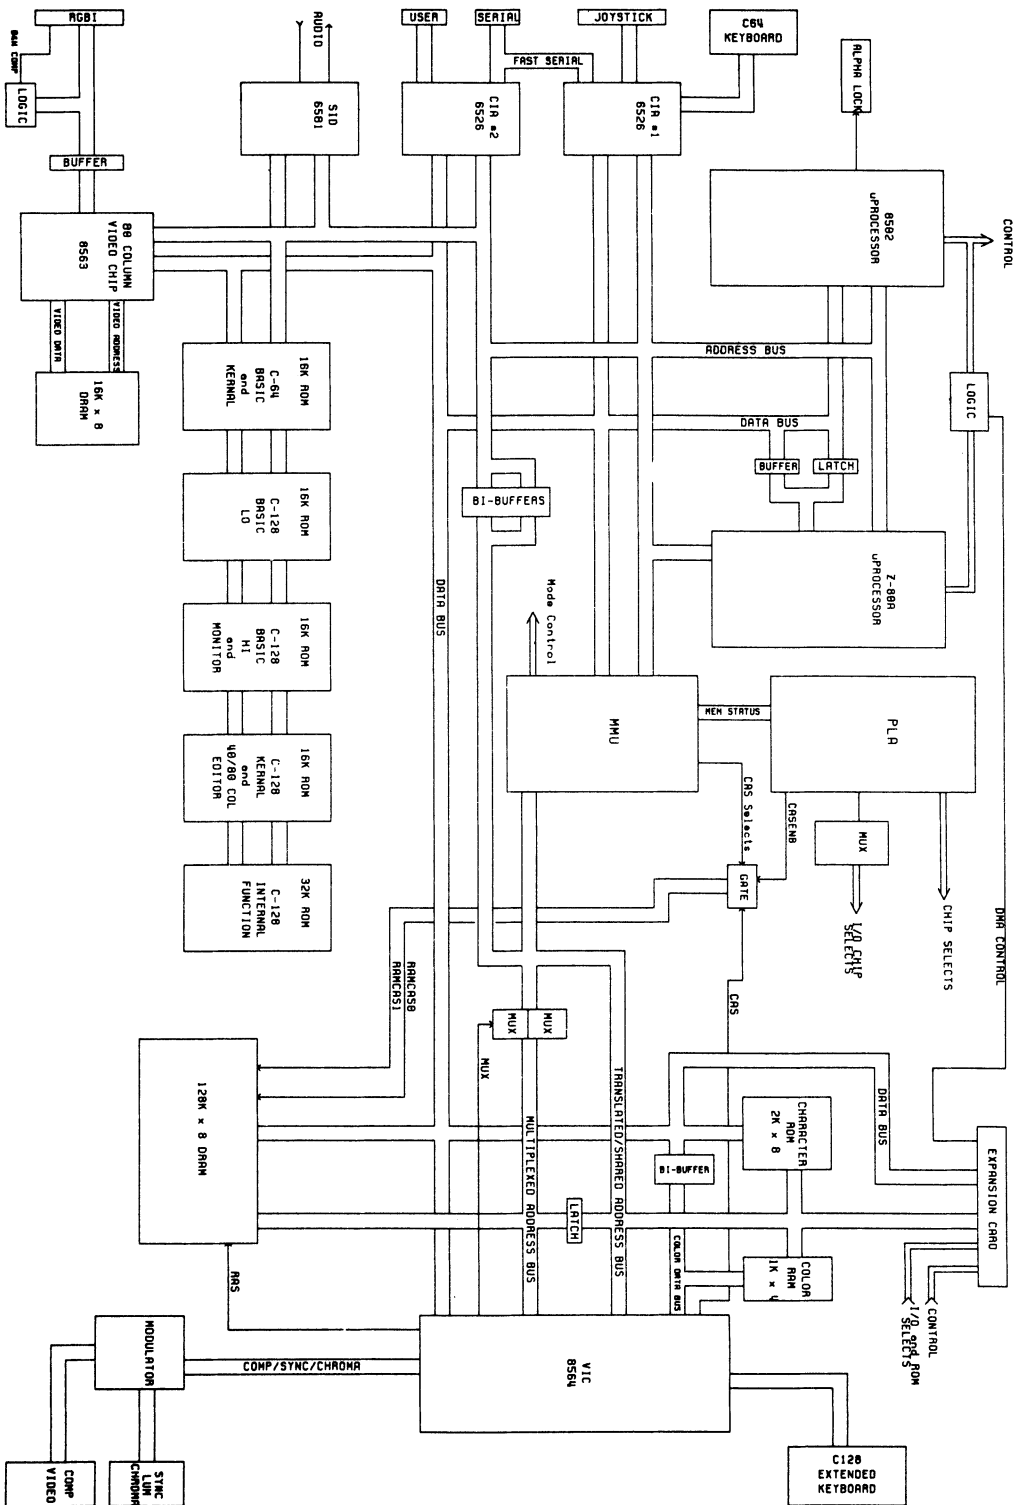 RGBI
AUDIO
USER
SERIAL
JOYSTICK
C64
KEYBOARD
B&W COMP
LOGIC
FAST SERIAL
ALPHA LOCK
SID
6581
CIA #2
6526
CIA #1
6526
BUFFER
8502
uPROCESSOR
CONTROL
80 COLUMN
VIDEO CHIP
8563
VIDEO DATA
VIDEO ADDRESS
16K x 8
DRAM
16K ROM
C-64
BASIC
and
KERNAL
ADDRESS BUS
LOGIC
DATA BUS
BUFFER
LATCH
16K ROM
C-128
BASIC
LO
BI-BUFFERS
Z-80A
uPROCESSOR
DATA BUS
Mode Control
16K ROM
C-128
BASIC
HI
and
MONITOR
MMU
MEM STATUS
PLA
16K ROM
C-128
KERNAL
and
40/80 COL
EDITOR
CAS Selects
CASENB
MUX
GATE
32K ROM
C-128
INTERNAL
FUNCTION
I/O CHIP
SELECTS
CHIP SELECTS
DMA CONTROL
RAMCAS0
RAMCAS1
CAS
MUX
MUX
MUX
128K x 8 DRAM
MULTIPLEXED ADDRESS BUS
TRANSLATED/SHARED ADDRESS BUS
DATA BUS
CHARACTER
ROM
2K x 8
BI-BUFFER
EXPANSION CARD
LATCH
COLOR DATA BUS
COLOR
RAM
1K x 4
RAS
CONTROL
I/O and ROM
SELECTS
MODULATOR
COMP/SYNC/CHROMA
VIC
8564
COMP
VIDEO
SYNC
LUM
CHROMA
C128
EXTENDED
KEYBOARD